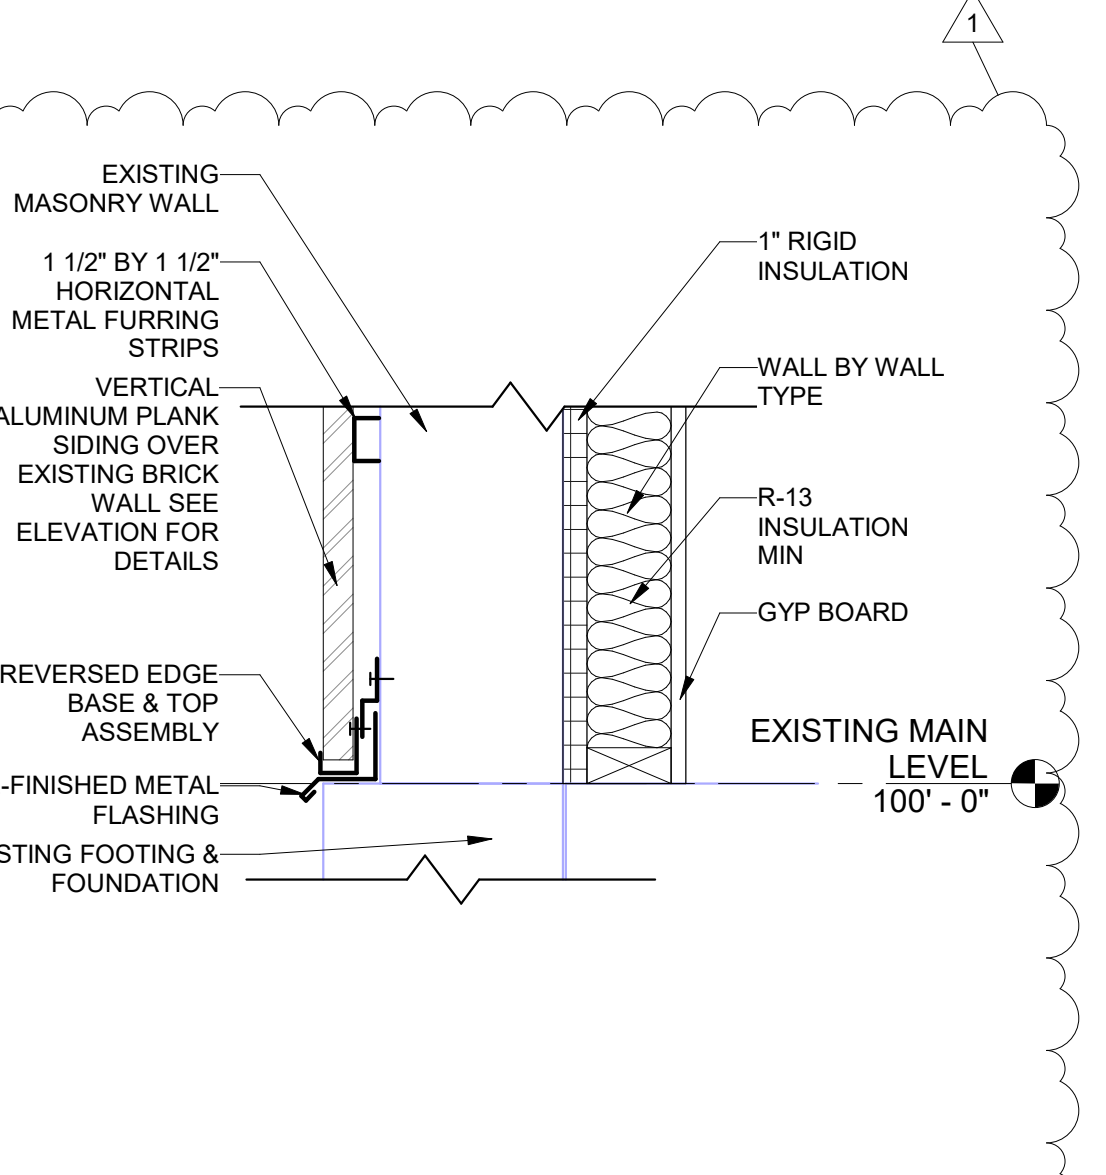 1
EXISTING
MASONRY WALL
1 1/2" BY 1 1/2"
HORIZONTAL
METAL FURRING
STRIPS
VERTICAL
ALUMINUM PLANK
SIDING OVER
EXISTING BRICK
WALL SEE
ELEVATION FOR
DETAILS
REVERSED EDGE
BASE & TOP
ASSEMBLY
-FINISHED METAL
FLASHING
STING FOOTING &
FOUNDATION
1" RIGID
INSULATION
WALL BY WALL
TYPE
R-13
INSULATION
MIN
GYP BOARD
EXISTING MAIN
LEVEL
100' - 0"